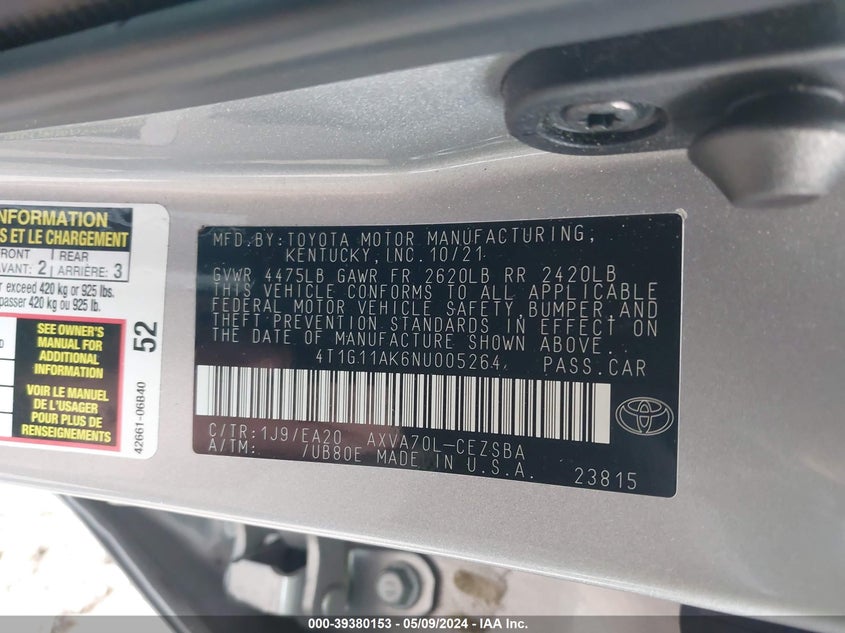 INFORMATION
S ET LE CHARGEMENT
FRONT
AVANT: 2
REAR
ARRIÈRE: 3
exceed 420 kg or 925 lbs.
passer 420 kg ou 925 lb.
SEE OWNER'S
MANUAL FOR
ADDITIONAL
INFORMATION
VOIR LE MANUEL
DE L'USAGER
POUR PLUS DE
RENSEIGNEMENTS
52
42661-06B40
MFD.BY:TOYOTA MOTOR MANUFACTURING,
KENTUCKY, INC.10/21
GVWR 4475LB GAWR FR 2620LB RR 2420LB
THIS VEHICLE CONFORMS TO ALL APPLICABLE
FEDERAL MOTOR VEHICLE SAFETY,BUMPER,AND
THEFT PREVENTION STANDARDS IN EFFECT ON
THE DATE OF MANUFACTURE SHOWN ABOVE.
4T1G11AK6NU005264 PASS.CAR
C/TR:1J9/EA20 AXVA70L-CEZSBA
A/TM: /UB80E MADE IN U.S.A.
23815
000-39380153 - 05/09/2024 - IAA Inc.